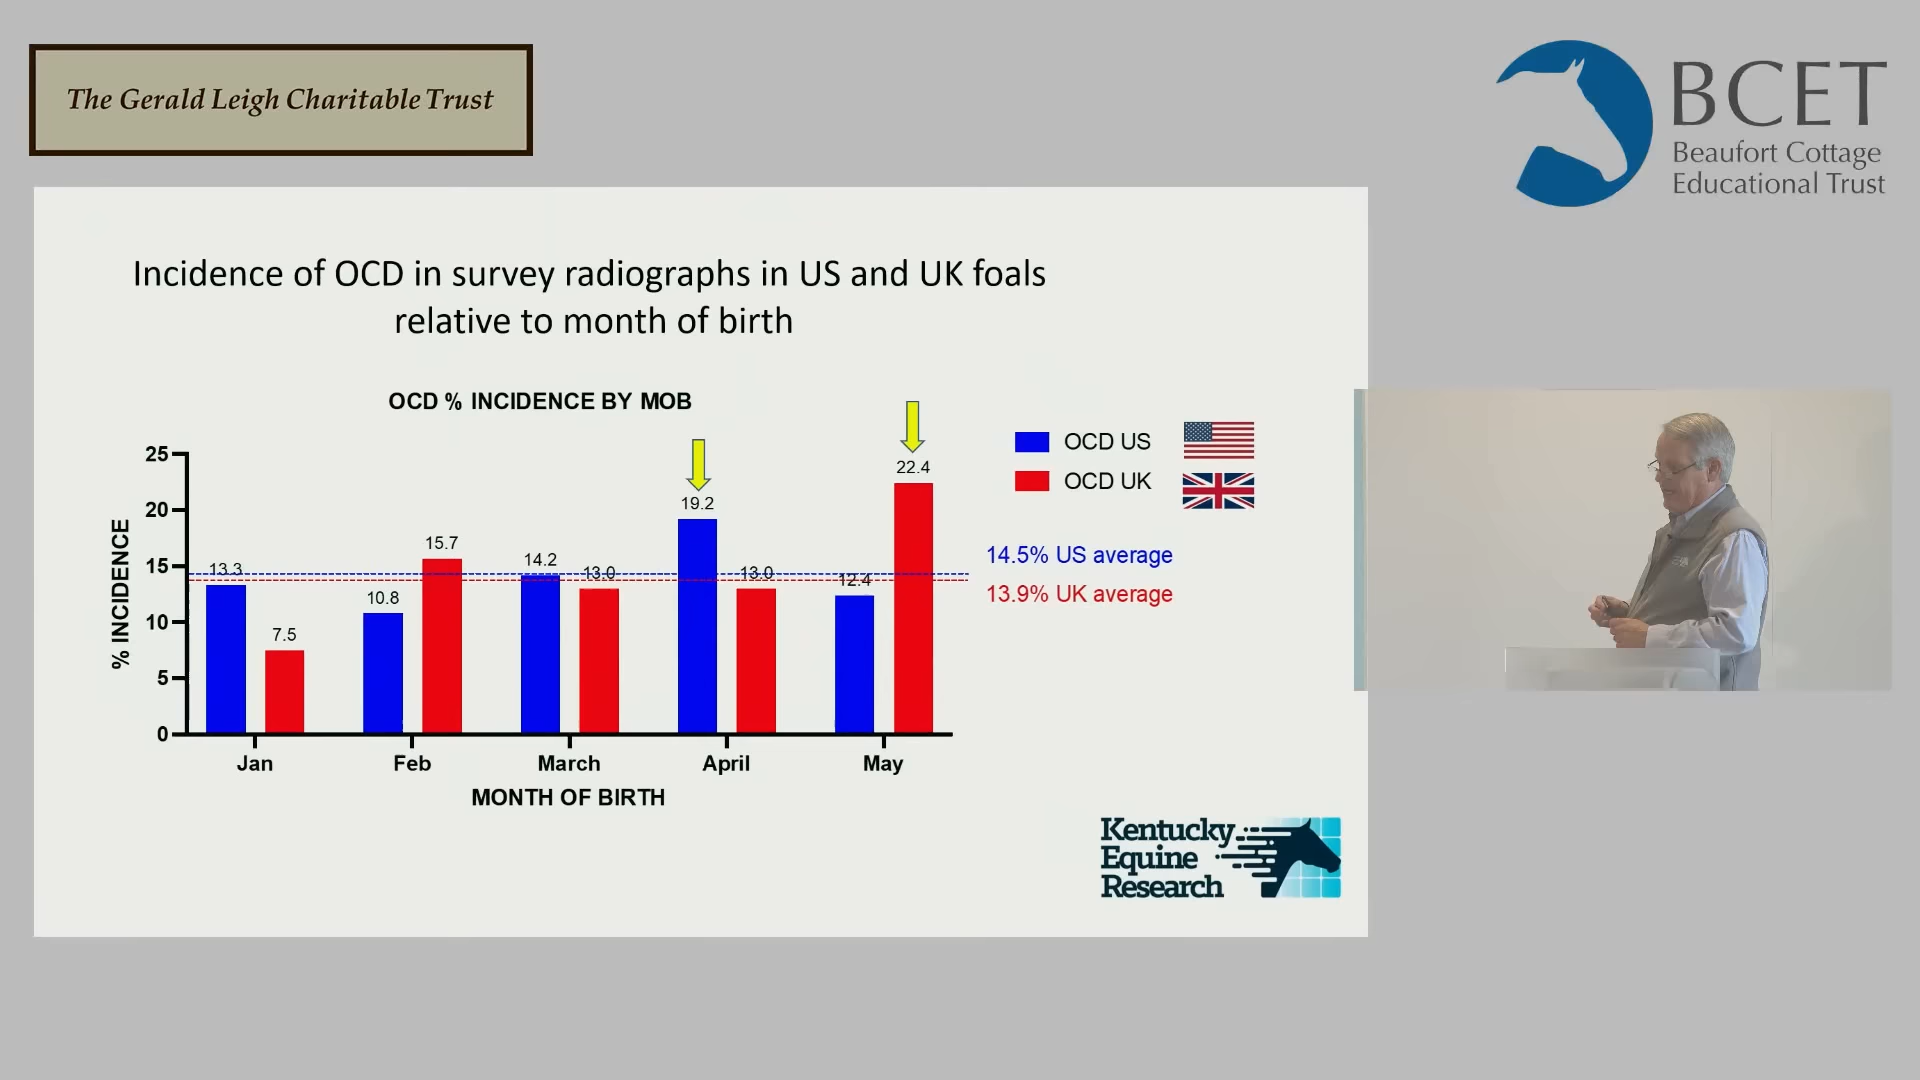 The Gerald Leigh Charitable Trust
BCET
Beaufort Cottage
Educational Trust
Incidence of OCD in survey radiographs in US and UK foals
relative to month of birth
OCD % INCIDENCE BY MOB
% INCIDENCE
25
20
15
10
5
0
13.3
7.5
10.8
15.7
14.2
13.0
19.2
13.0
12.4
22.4
Jan
Feb
March
April
May
MONTH OF BIRTH
OCD US
OCD UK
14.5% US average
13.9% UK average
Kentucky
Equine
Research